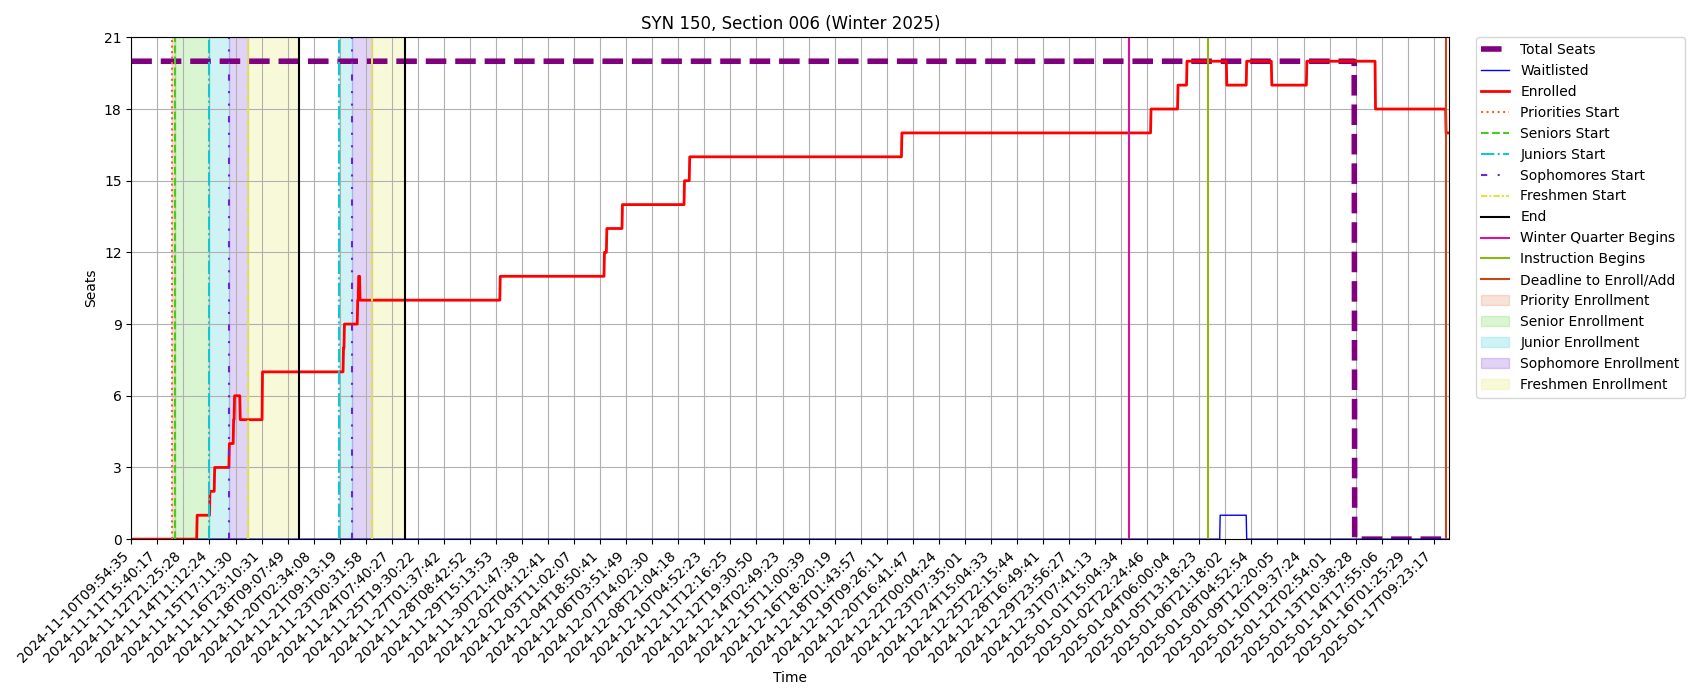 SYN 150, Section 006 (Winter 2025)
21
18
15
12
9
6
3
0
Seats
2024-11-10T09:54:35
2024-11-11T15:40:17
2024-11-12T21:25:28
2024-11-14T11:12:24
2024-11-15T17:11:30
2024-11-16T23:10:31
2024-11-18T09:07:49
2024-11-20T02:34:08
2024-11-21T09:13:19
2024-11-23T00:31:58
2024-11-24T07:40:27
2024-11-25T19:30:22
2024-11-27T01:37:42
2024-11-28T08:42:52
2024-11-29T15:13:53
2024-11-30T21:47:38
2024-12-02T04:12:41
2024-12-03T11:02:07
2024-12-04T18:50:41
2024-12-06T03:51:49
2024-12-07T14:02:30
2024-12-08T21:04:18
2024-12-10T04:52:23
2024-12-11T12:16:25
2024-12-12T19:30:50
2024-12-14T02:49:23
2024-12-15T11:00:39
2024-12-16T18:20:19
2024-12-18T01:43:57
2024-12-19T09:26:11
2024-12-20T16:41:47
2024-12-22T00:04:24
2024-12-23T07:35:01
2024-12-24T15:04:33
2024-12-25T22:15:44
2024-12-28T16:49:41
2024-12-29T23:56:27
2024-12-31T07:41:13
2025-01-01T15:04:34
2025-01-02T22:24:46
2025-01-04T06:00:04
2025-01-05T13:18:23
2025-01-06T21:18:02
2025-01-08T04:52:54
2025-01-09T12:20:05
2025-01-10T19:37:24
2025-01-12T02:54:01
2025-01-13T10:38:28
2025-01-14T17:55:06
2025-01-16T01:25:29
2025-01-17T09:23:17
Time
Total Seats
Waitlisted
Enrolled
Priorities Start
Seniors Start
Juniors Start
Sophomores Start
Freshmen Start
End
Winter Quarter Begins
Instruction Begins
Deadline to Enroll/Add
Priority Enrollment
Senior Enrollment
Junior Enrollment
Sophomore Enrollment
Freshmen Enrollment